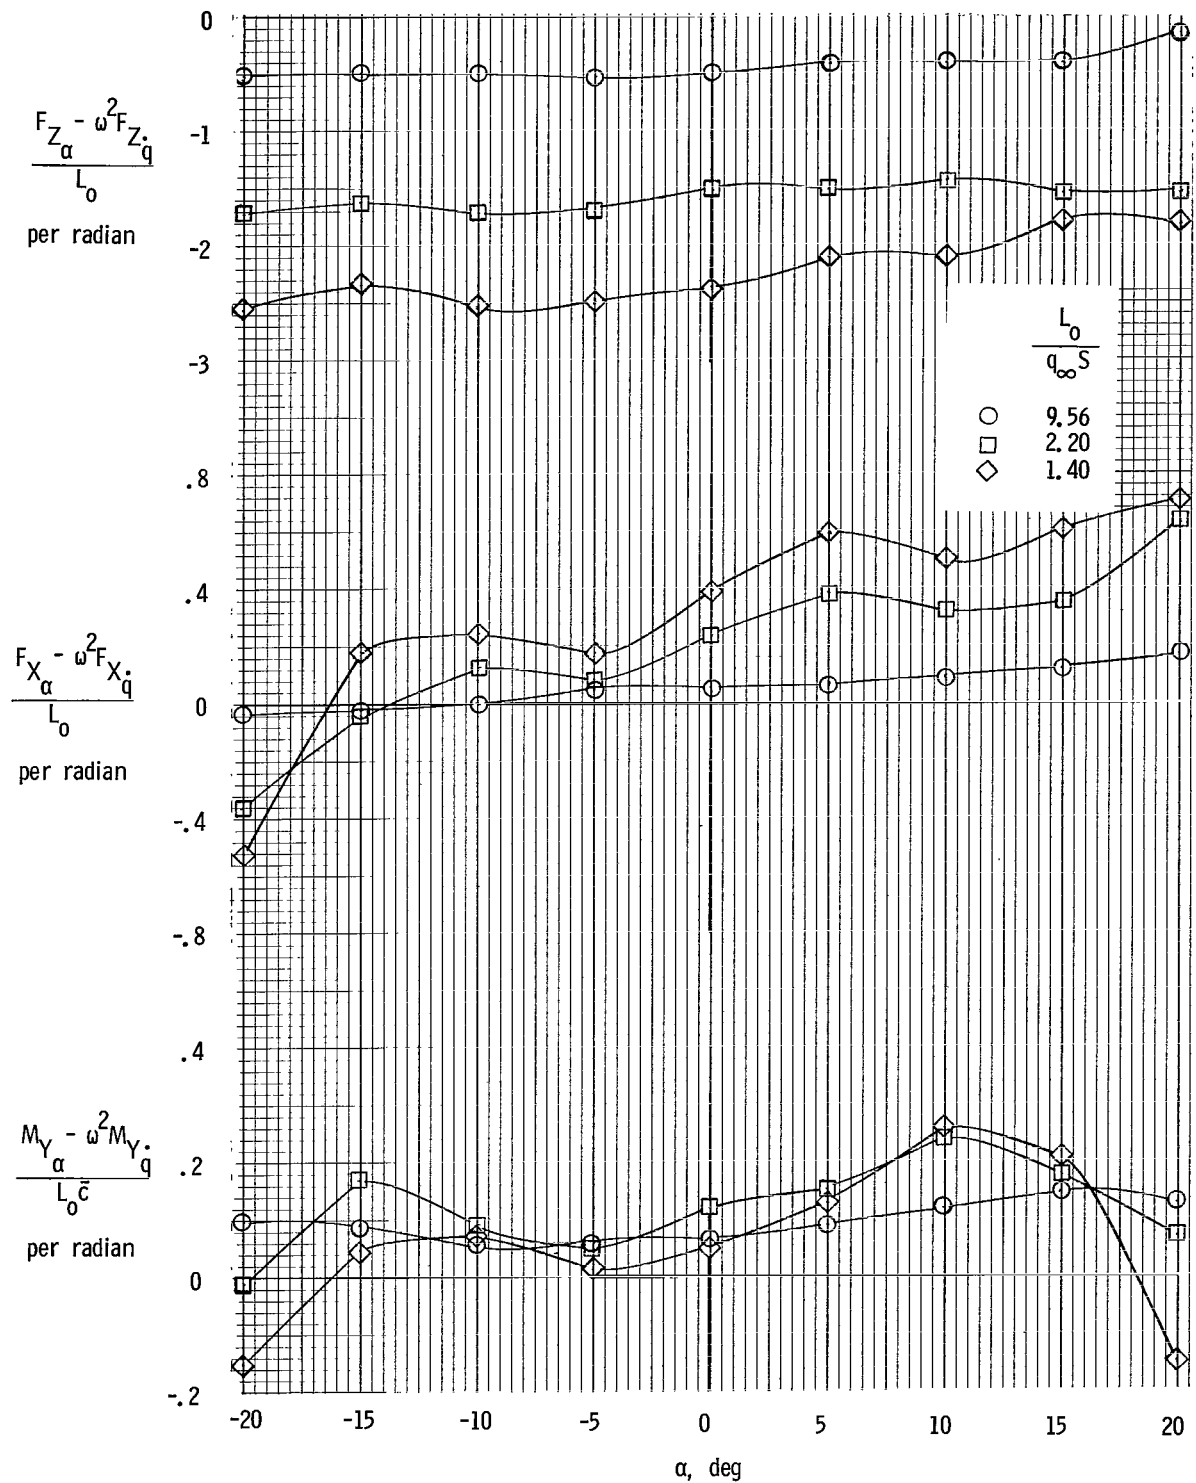 0
F_Zα - ω²F_Zq̇
L_o
per radian
-1
-2
-3
L_o
q_∞S
○ 9.56
□ 2.20
◇ 1.40
.8
.4
F_Xα - ω²F_Xq̇
L_o
per radian
0
-.4
-.8
.4
M_Yα - ω²M_Yq̇
L_o c̄
per radian
.2
0
-.2
-20 -15 -10 -5 0 5 10 15 20
α, deg